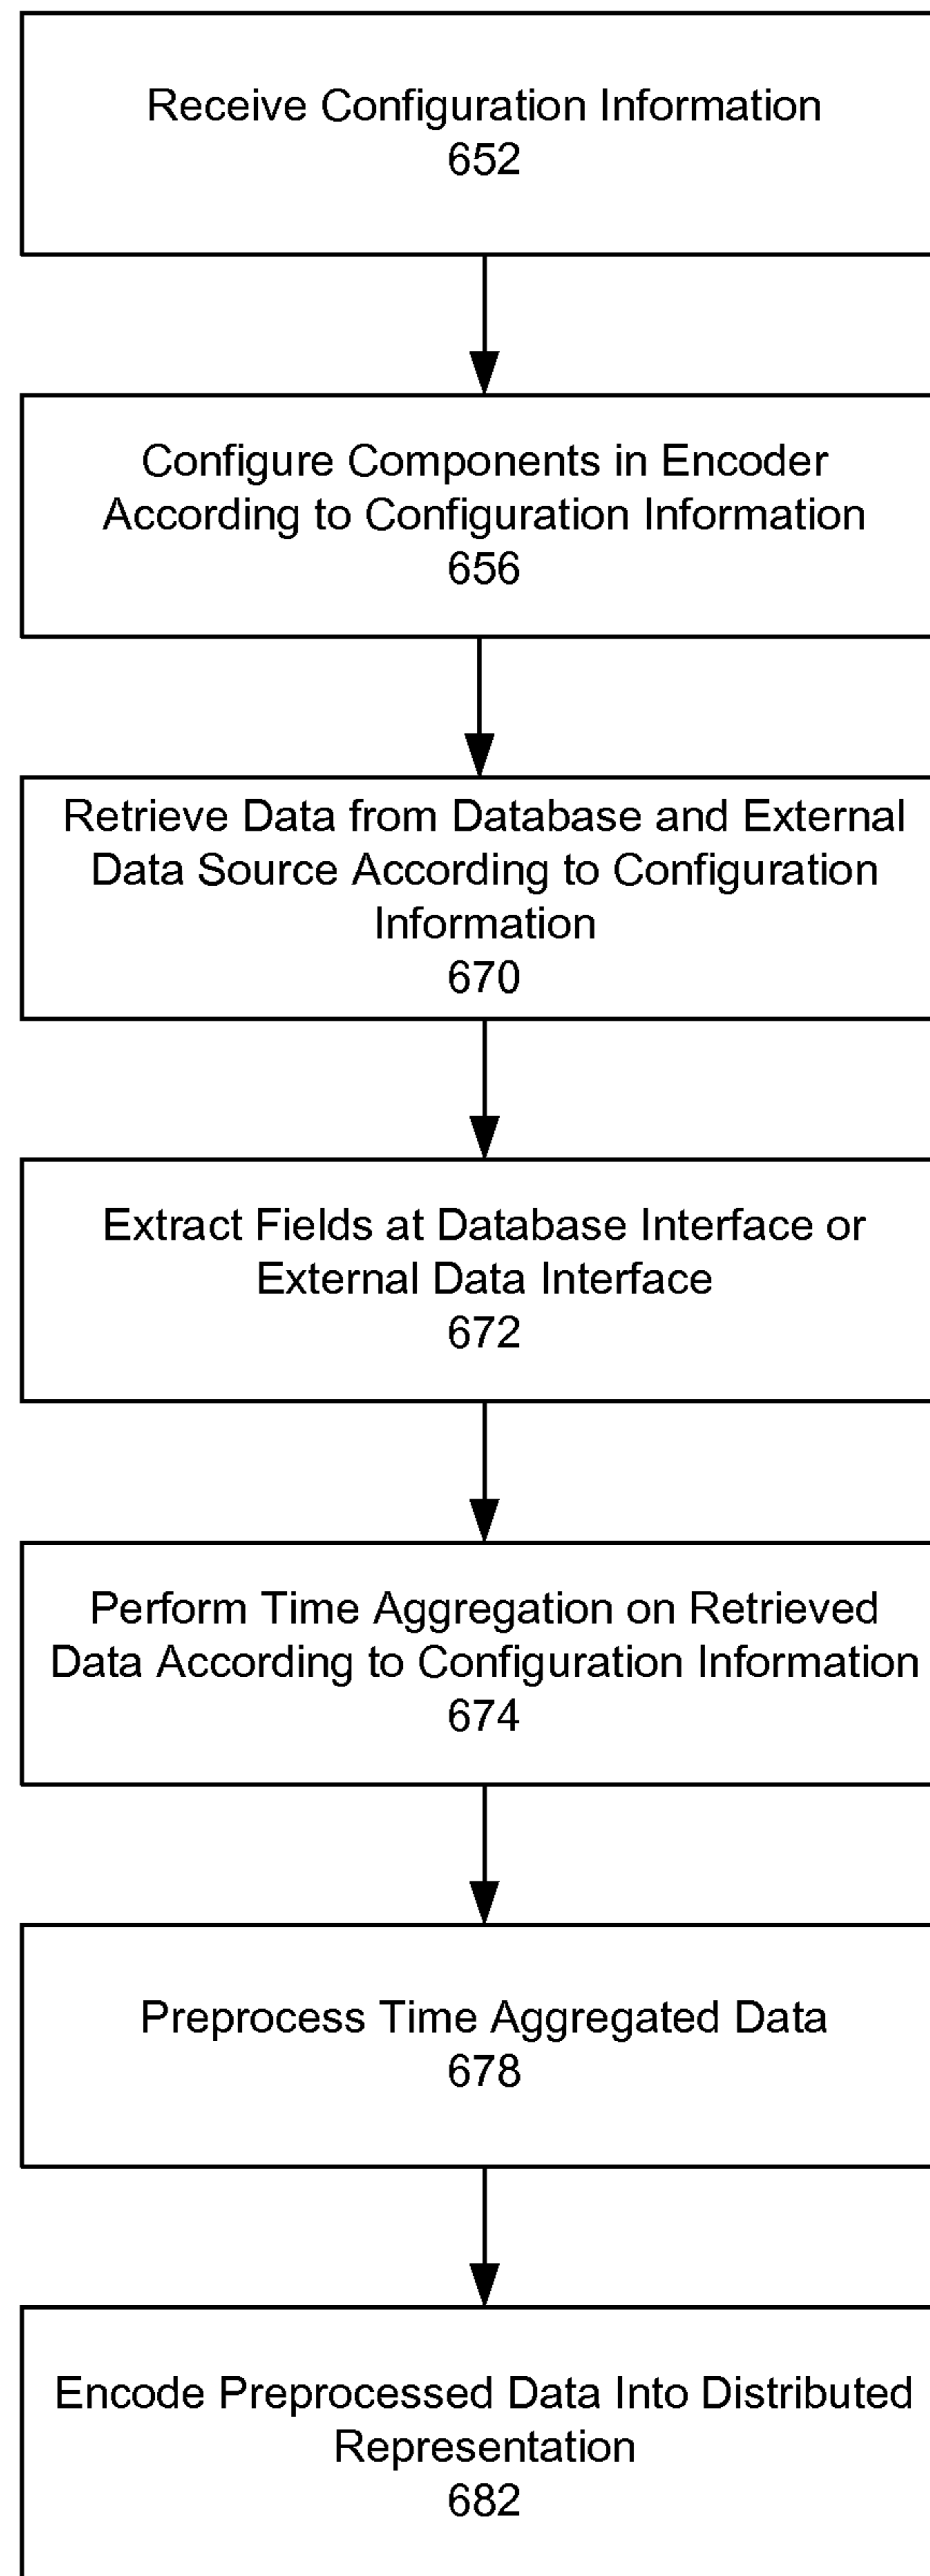 Receive Configuration Information
652
Configure Components in Encoder
According to Configuration Information
656
Retrieve Data from Database and External
Data Source According to Configuration
Information
670
Extract Fields at Database Interface or
External Data Interface
672
Perform Time Aggregation on Retrieved
Data According to Configuration Information
674
Preprocess Time Aggregated Data
678
Encode Preprocessed Data Into Distributed
Representation
682